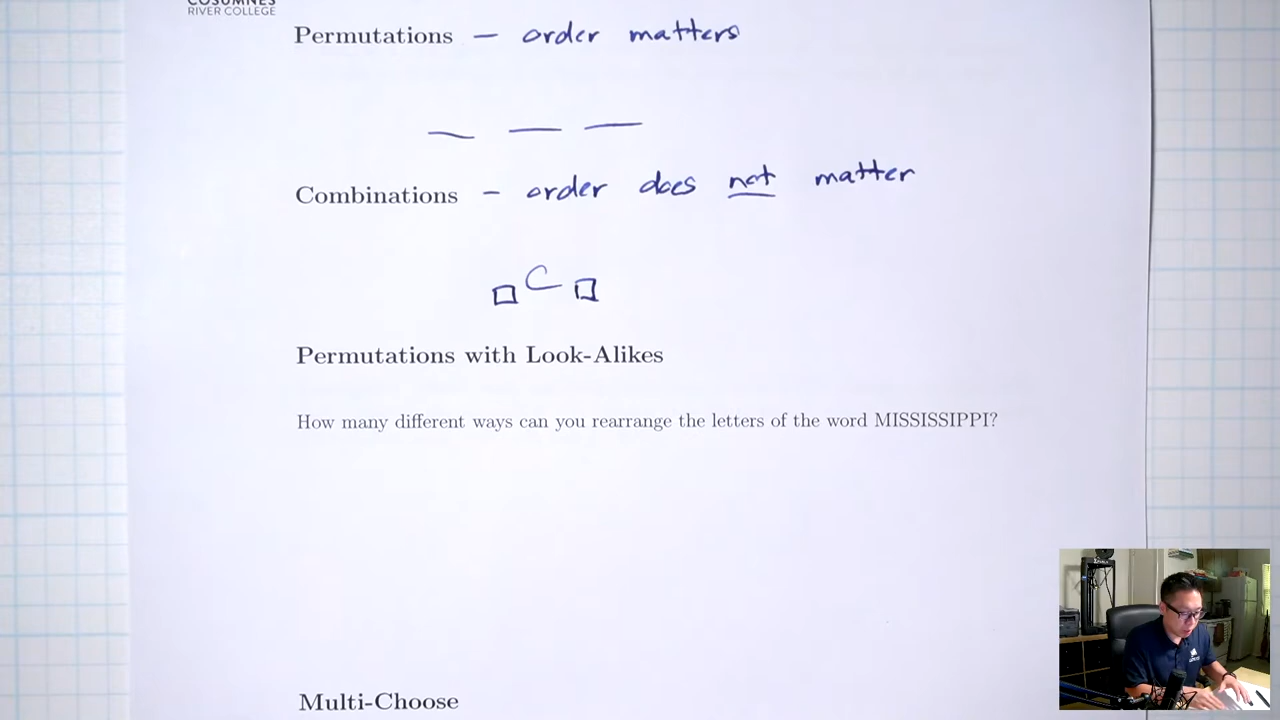 COSUMNES
RIVER COLLEGE
Permutations – order matters
Combinations – order does not matter
C
Permutations with Look-Alikes
How many different ways can you rearrange the letters of the word MISSISSIPPI?
Multi-Choose